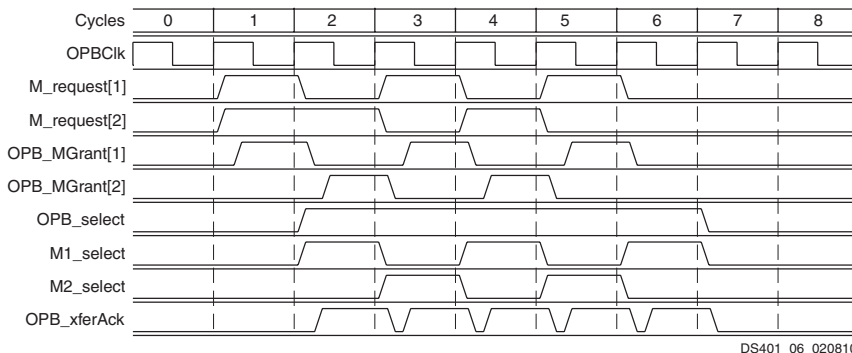 Cycles 0 1 2 3 4 5 6 7 8
OPBClk
M_request[1]
M_request[2]
OPB_MGrant[1]
OPB_MGrant[2]
OPB_select
M1_select
M2_select
OPB_xferAck
DS401_06_020810